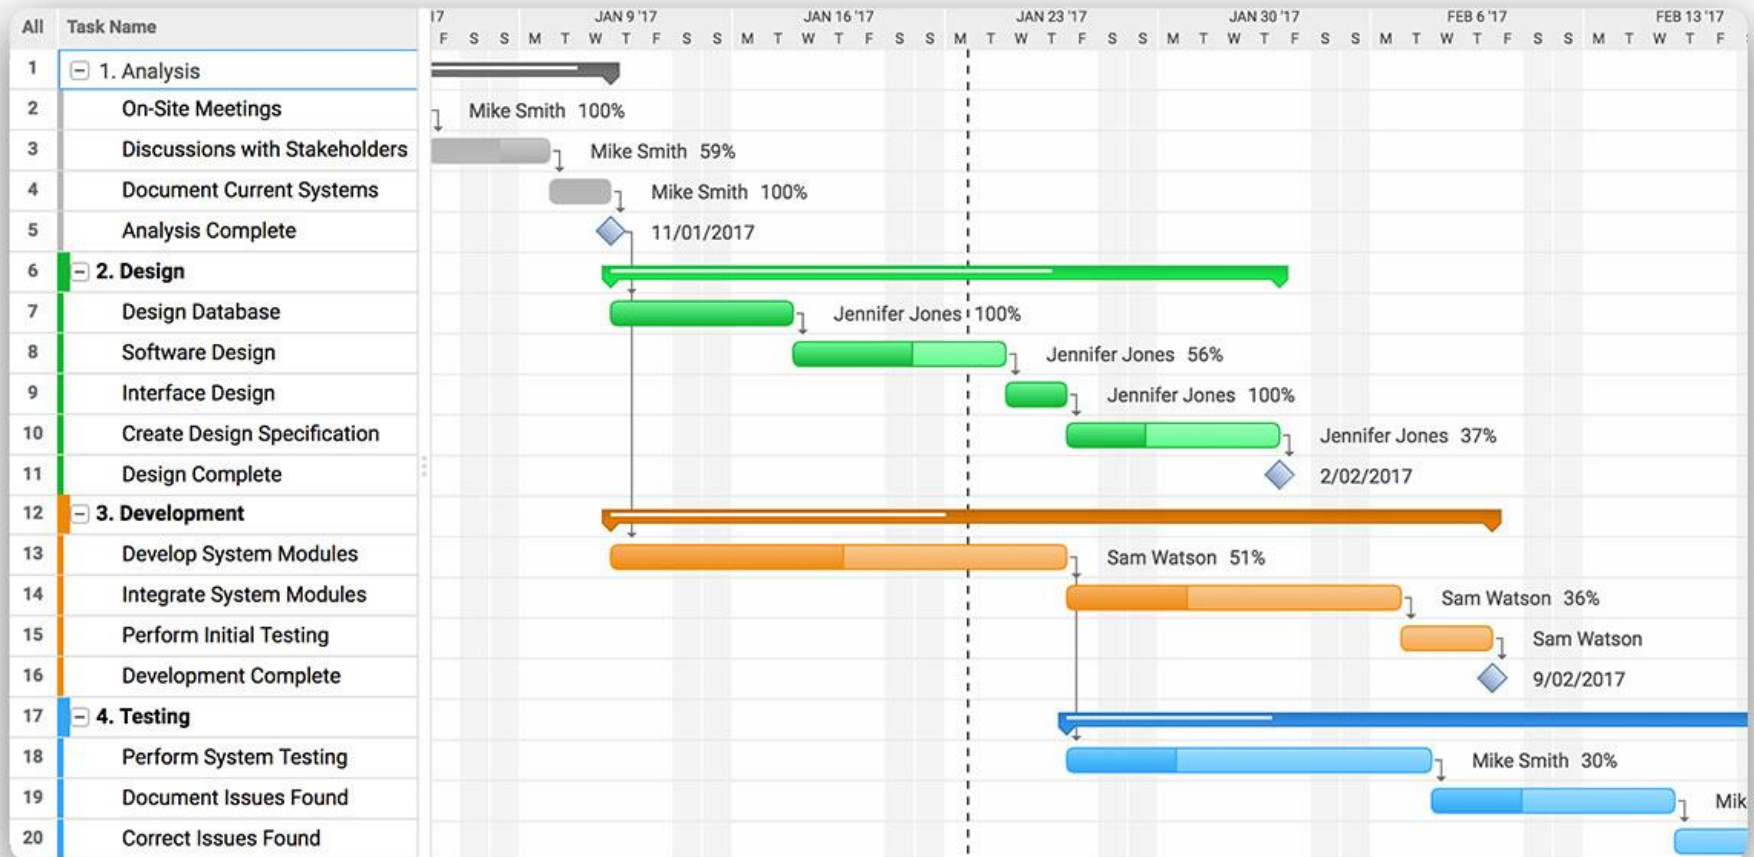 All Task Name 17 JAN 9 '17 JAN 16 '17 JAN 23 '17 JAN 30 '17 FEB 6 '17 FEB 13 '17
F S S M T W T F S S M T W T F S S M T W T F S S M T W T F S S M T W T F S S M T W T F
1 1. Analysis
2 On-Site Meetings Mike Smith 100%
3 Discussions with Stakeholders Mike Smith 59%
4 Document Current Systems Mike Smith 100%
5 Analysis Complete 11/01/2017
6 2. Design
7 Design Database Jennifer Jones 100%
8 Software Design Jennifer Jones 56%
9 Interface Design Jennifer Jones 100%
10 Create Design Specification Jennifer Jones 37%
11 Design Complete 2/02/2017
12 3. Development
13 Develop System Modules Sam Watson 51%
14 Integrate System Modules Sam Watson 36%
15 Perform Initial Testing Sam Watson
16 Development Complete 9/02/2017
17 4. Testing
18 Perform System Testing Mike Smith 30%
19 Document Issues Found Mik
20 Correct Issues Found